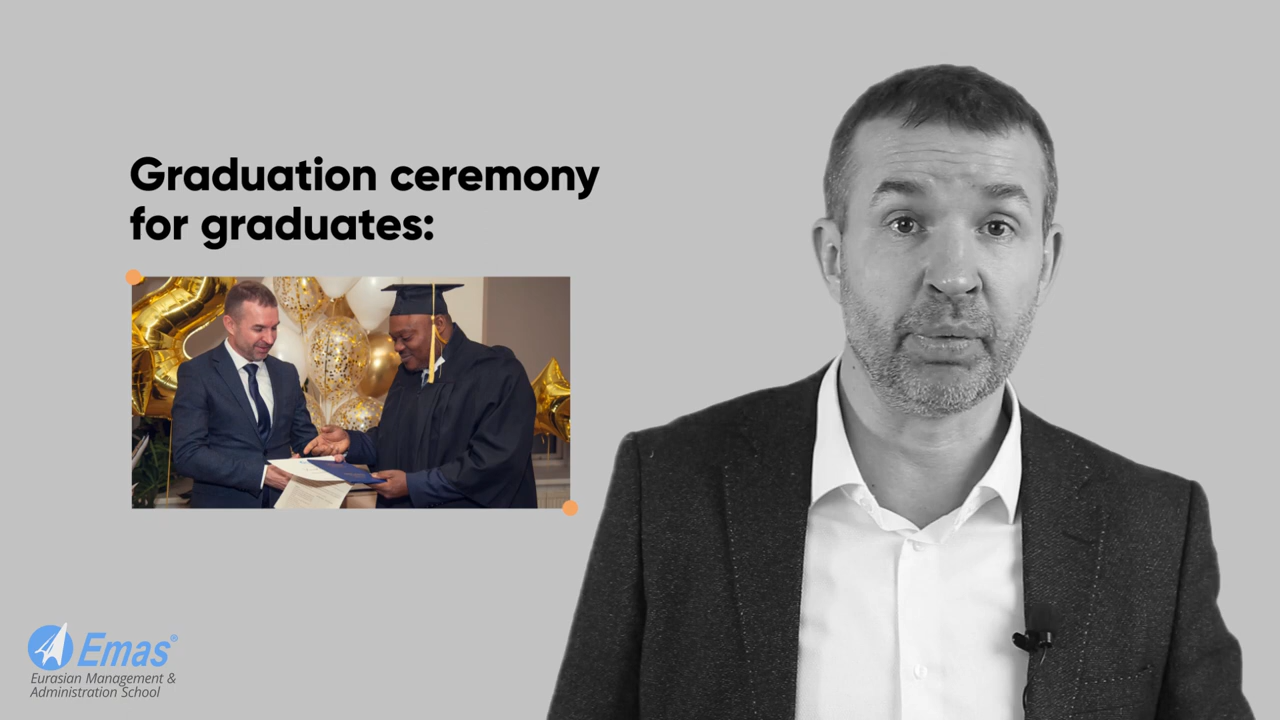 Graduation ceremony
for graduates:
Emas®
Eurasian Management &
Administration School